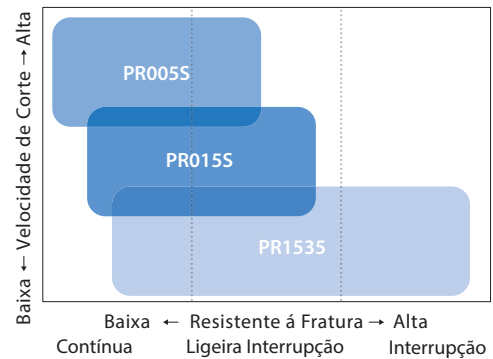 Baixa ← Velocidade de Corte → Alta
PR005S
PR015S
PR1535
Baixa ← Resistente á Fratura → Alta
Contínua Ligeira Interrupção Interrupção